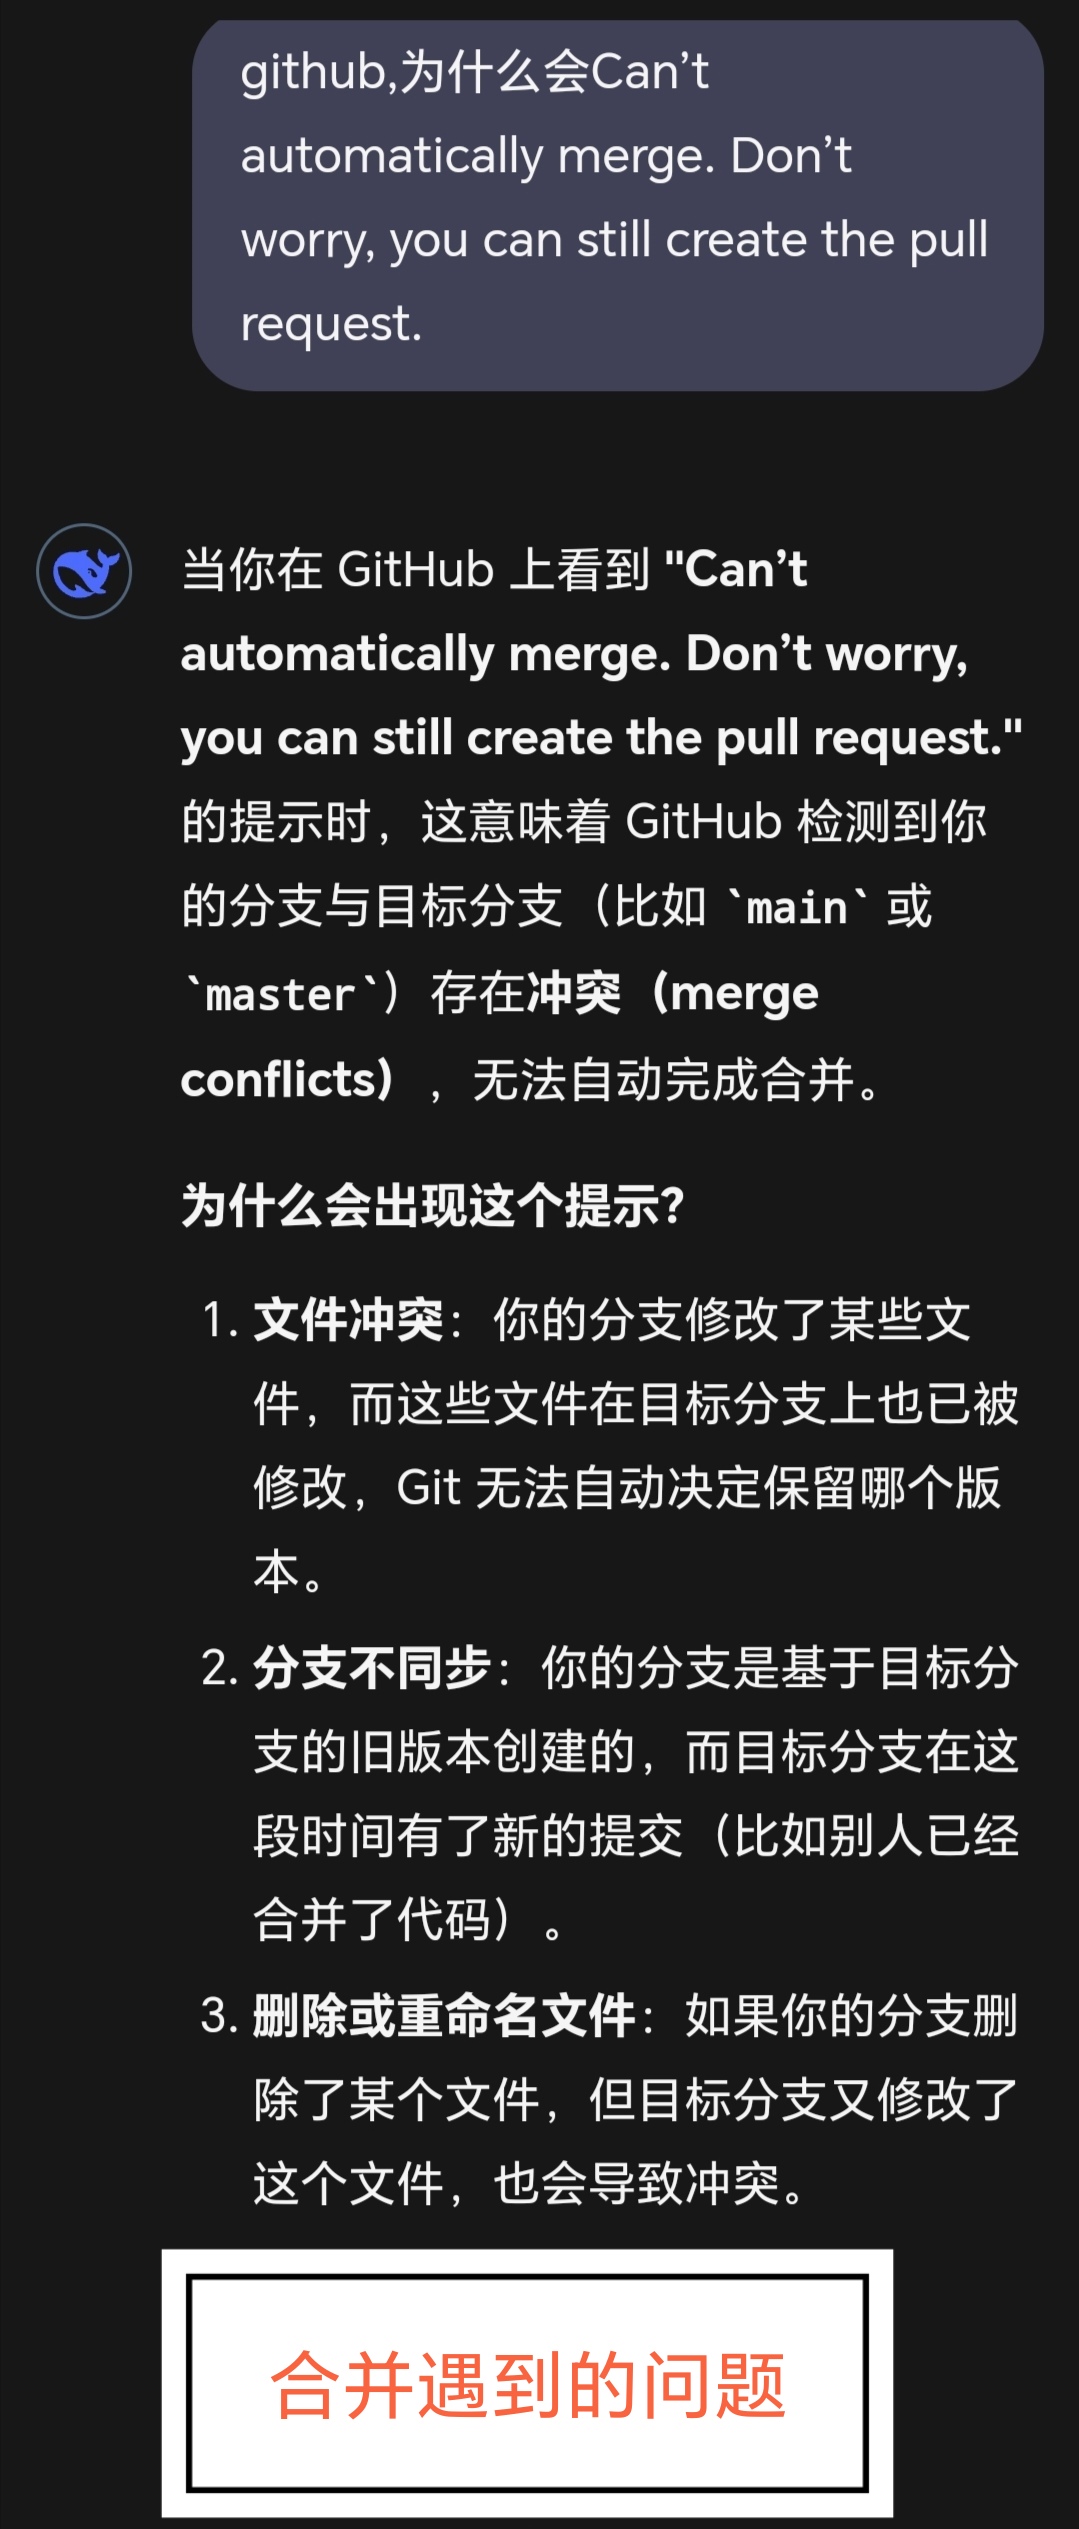 github,为什么会Can’t
automatically merge. Don’t
worry, you can still create the pull
request.
当你在 GitHub 上看到 "Can’t
automatically merge. Don’t worry,
you can still create the pull request."
的提示时，这意味着 GitHub 检测到你
的分支与目标分支（比如 `main` 或
`master`）存在冲突（merge
conflicts），无法自动完成合并。
为什么会出现这个提示？
1. 文件冲突：你的分支修改了某些文
件，而这些文件在目标分支上也已被
修改，Git 无法自动决定保留哪个版
本。
2. 分支不同步：你的分支是基于目标分
支的旧版本创建的，而目标分支在这
段时间有了新的提交（比如别人已经
合并了代码）。
3. 删除或重命名文件：如果你的分支删
除了某个文件，但目标分支又修改了
这个文件，也会导致冲突。
合并遇到的问题